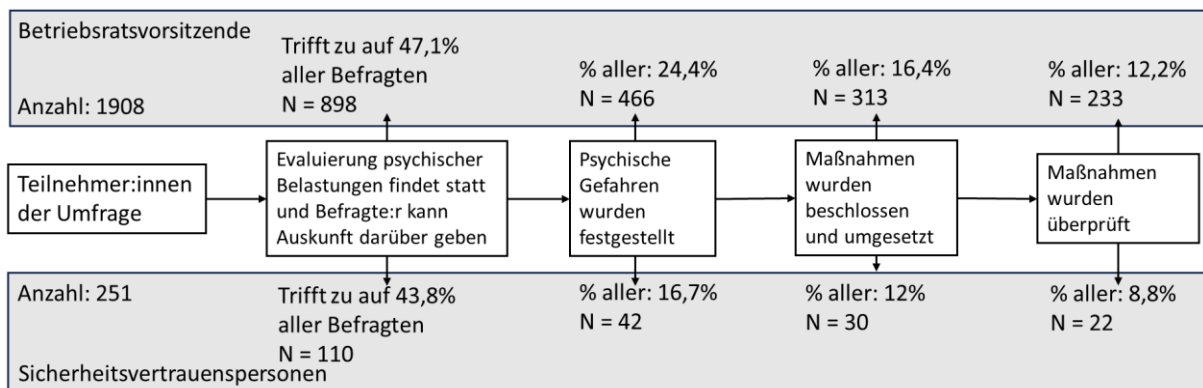 Betriebsratsvorsitzende
Anzahl: 1908
Trifft zu auf 47,1%
aller Befragten
N = 898
% aller: 24,4%
N = 466
% aller: 16,4%
N = 313
% aller: 12,2%
N = 233
Teilnehmer:innen
der Umfrage
Evaluierung psychischer
Belastungen findet statt
und Befragte:r kann
Auskunft darüber geben
Psychische
Gefahren
wurden
festgestellt
Maßnahmen
wurden
beschlossen
und umgesetzt
Maßnahmen
wurden
überprüft
Anzahl: 251
Trifft zu auf 43,8%
aller Befragten
N = 110
% aller: 16,7%
N = 42
% aller: 12%
N = 30
% aller: 8,8%
N = 22
Sicherheitsvertrauenspersonen